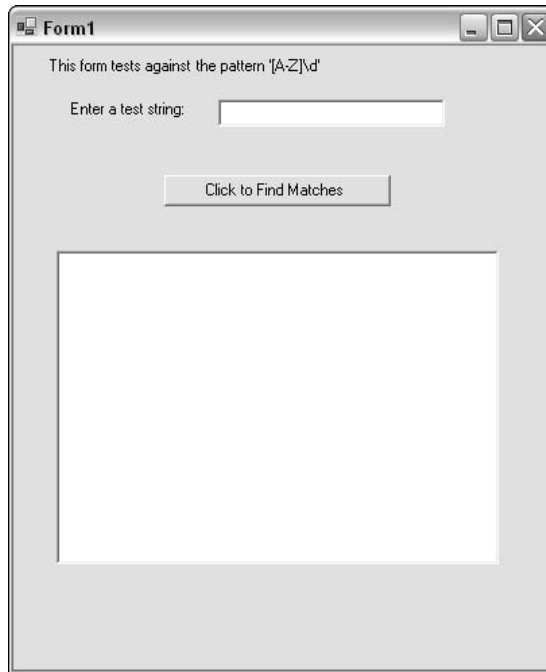 Form1
This form tests against the pattern '[A-Z]\d'
Enter a test string:
Click to Find Matches